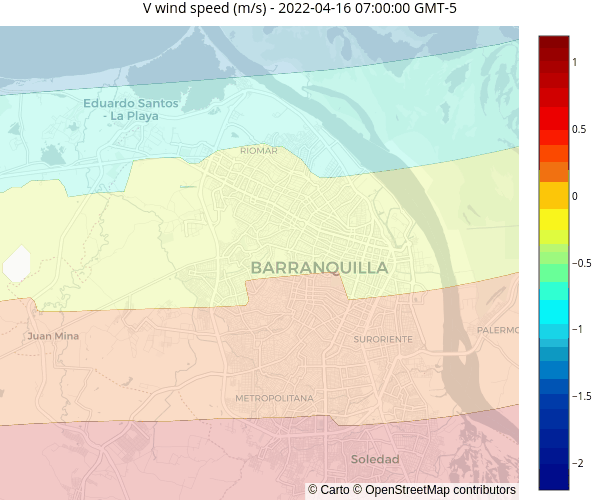 V wind speed (m/s) - 2022-04-16 07:00:00 GMT-5
Eduardo Santos
- La Playa
RIOMAR
BARRANQUILLA
Juan Mina
SURORIENTE
PALERMO
METROPOLITANA
Soledad
© Carto © OpenStreetMap contributors
1
0.5
0
−0.5
−1
−1.5
−2